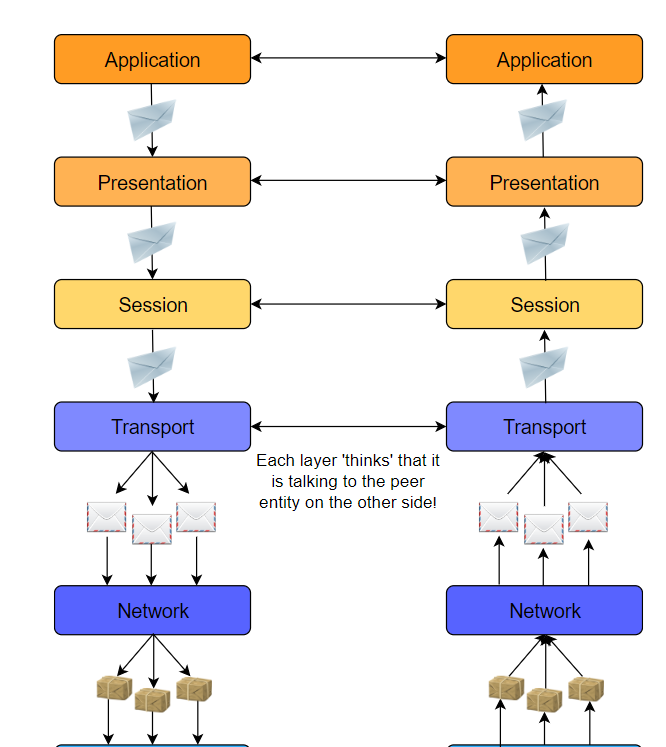 Application
Application
Presentation
Presentation
Session
Session
Transport
Transport
Each layer 'thinks' that it
is talking to the peer
entity on the other side!
Network
Network